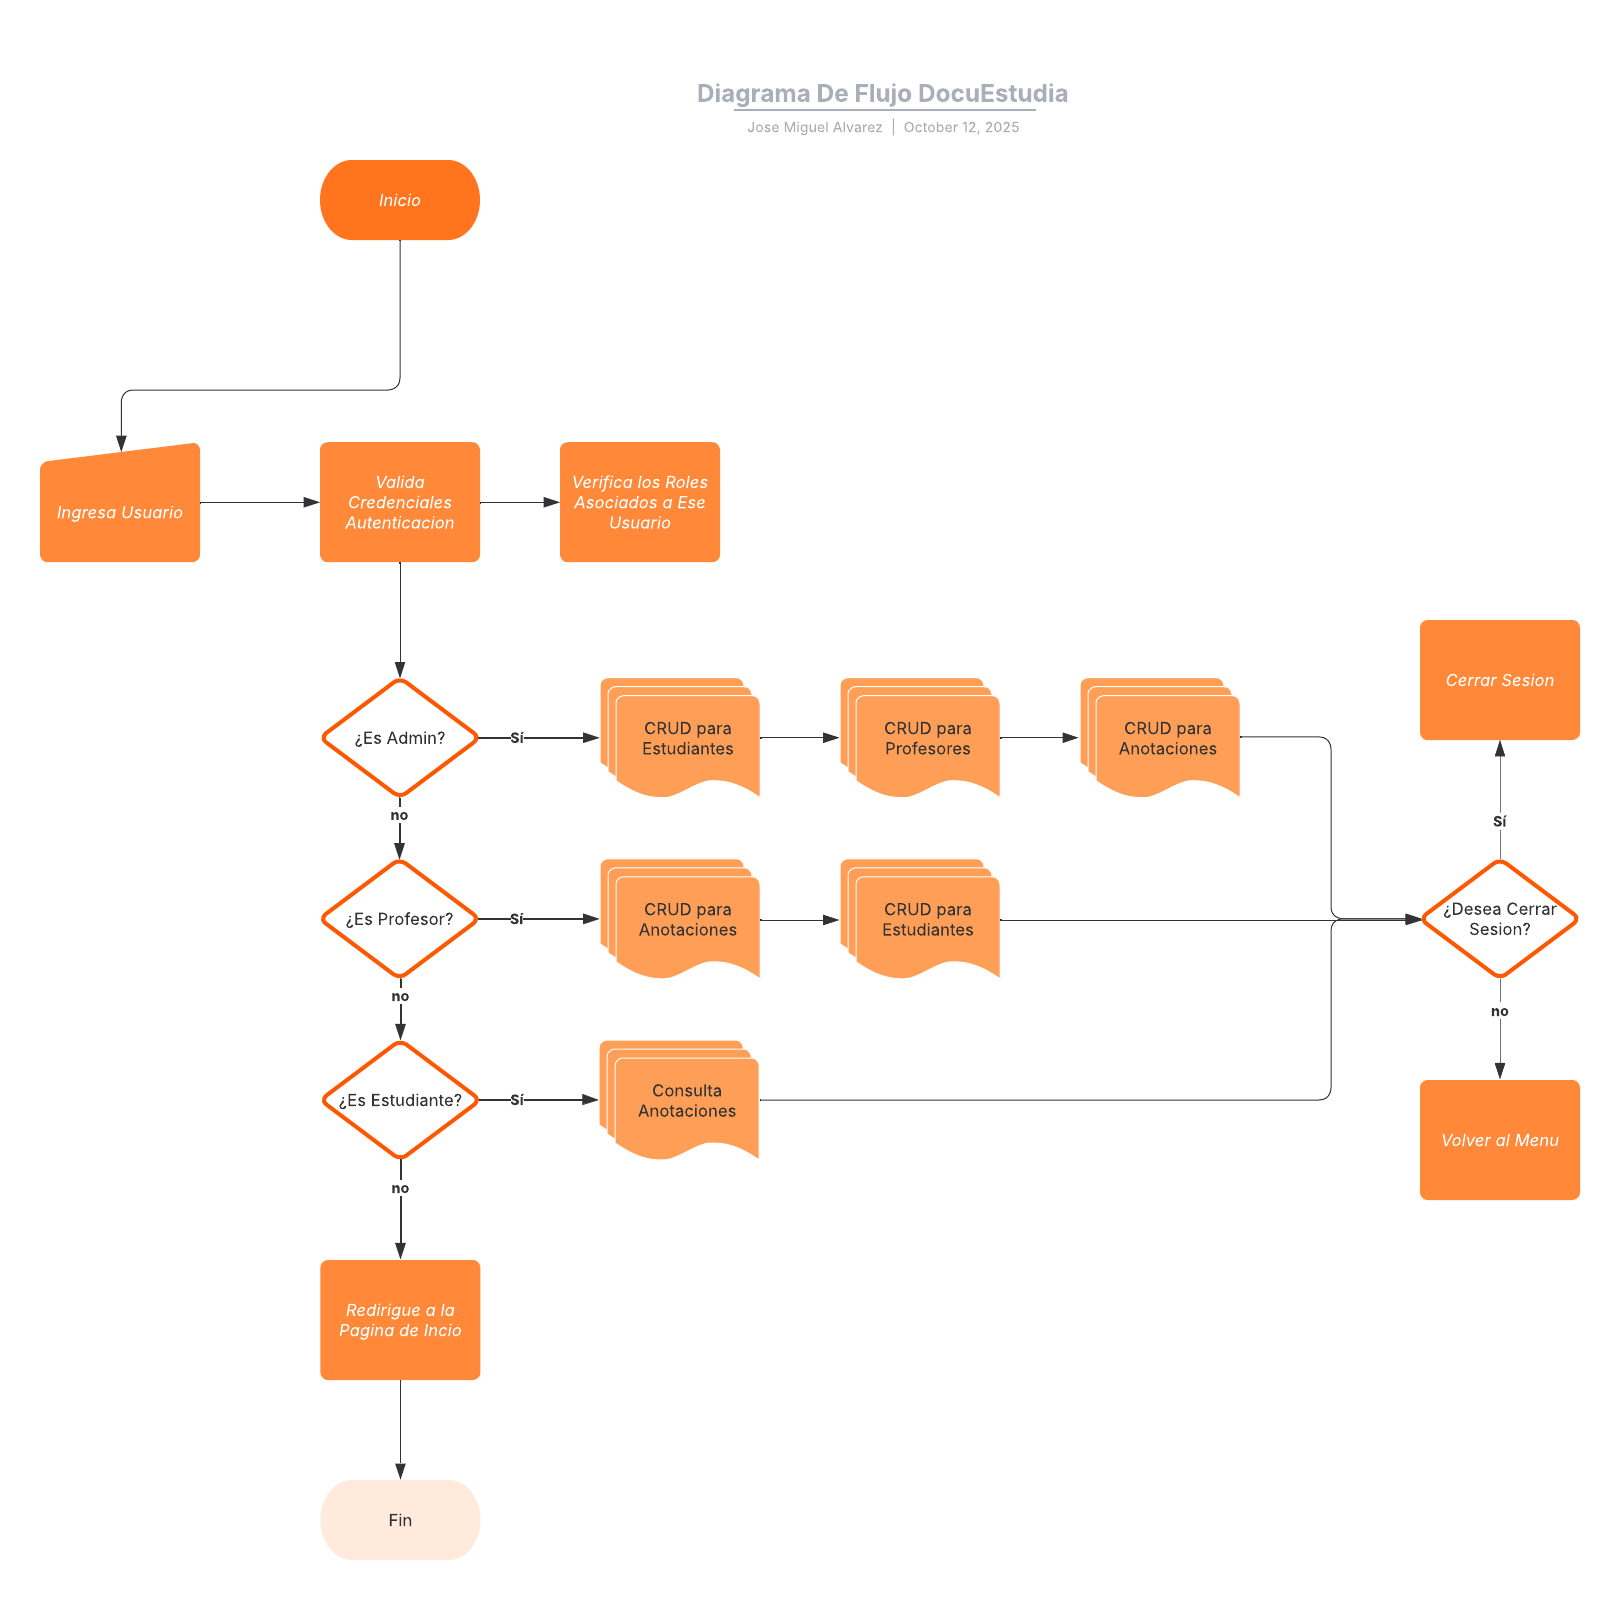 Diagrama De Flujo DocuEstudia
Jose Miguel Alvarez | October 12, 2025
Inicio
Ingresa Usuario
Valida
Credenciales
Autenticacion
Verifica los Roles
Asociados a Ese
Usuario
¿Es Admin?
Sí
CRUD para
Estudiantes
CRUD para
Profesores
CRUD para
Anotaciones
Cerrar Sesion
Sí
no
¿Es Profesor?
Sí
CRUD para
Anotaciones
CRUD para
Estudiantes
¿Desea Cerrar
Sesion?
no
no
¿Es Estudiante?
Sí
Consulta
Anotaciones
Volver al Menu
no
Redirigue a la
Pagina de Incio
Fin